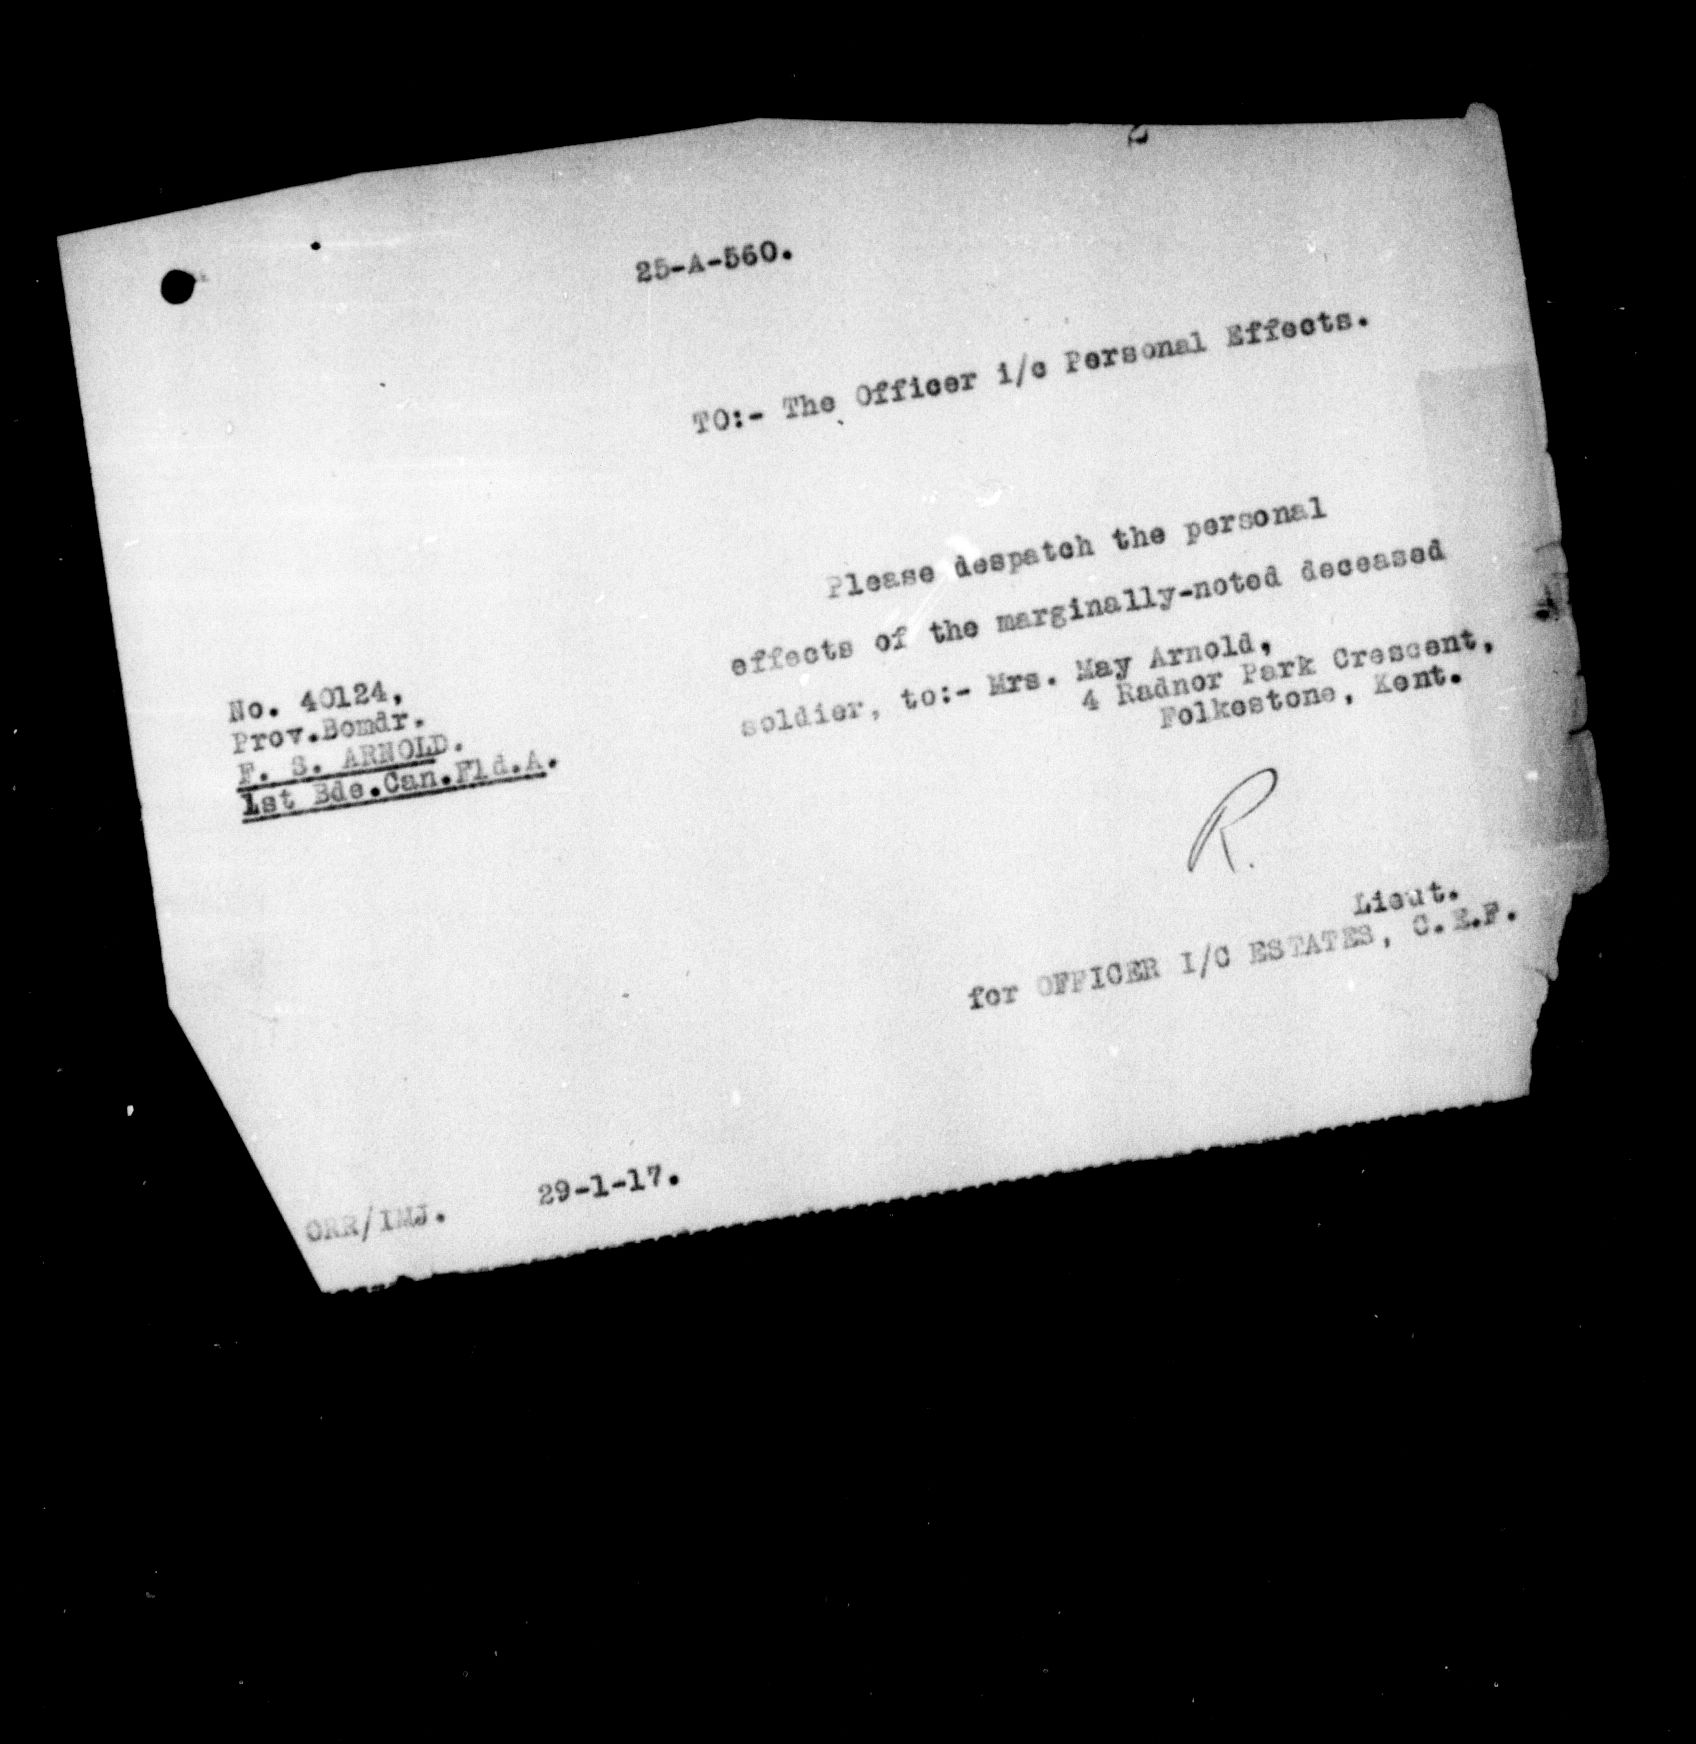 2
25-A-560.
TO:- The Officer i/c Personal Effects.
Please despatch the personal
effects of the marginally-noted deceased
soldier, to:- Mrs. May Arnold,
4 Radnor Park Crescent,
Folkestone, Kent.
No. 40124,
Prov.Bomdr.
F. S. ARNOLD.
1st Bde.Can.Fld.A.
R.
Lieut.
for OFFICER I/C ESTATES, C.E.F.
ORR/IMJ.
29-1-17.